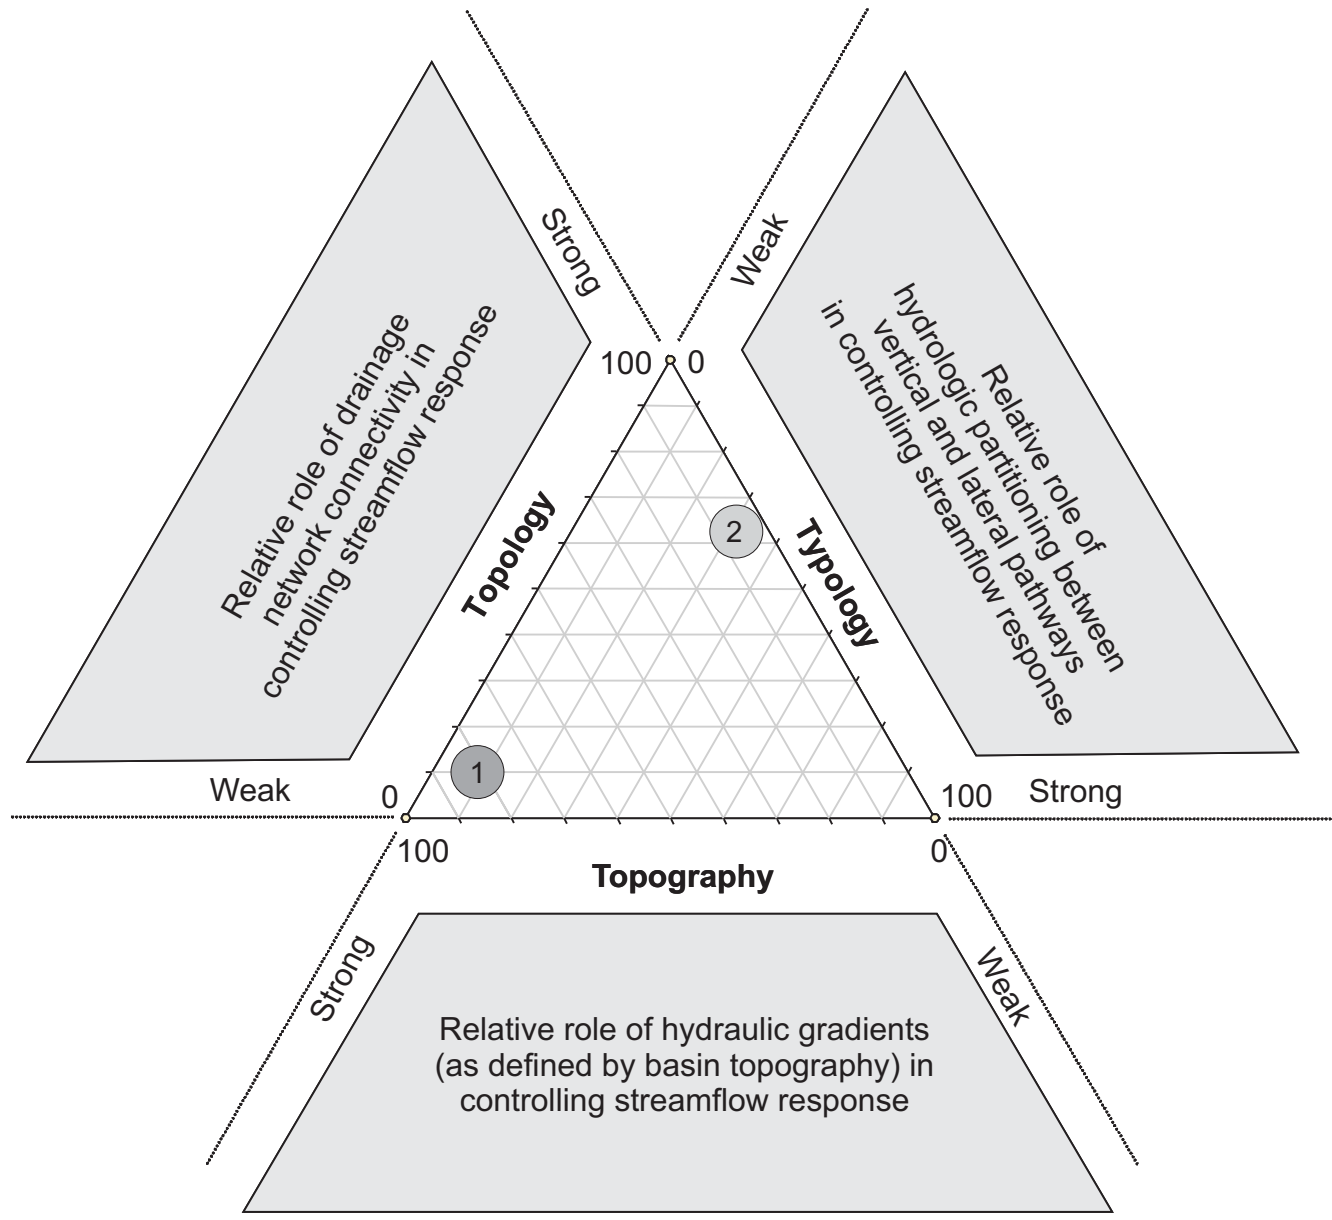 Strong
Weak
Relative role of drainage
network connectivity in
controlling streamflow response
Relative role of
hydrologic partitioning between
vertical and lateral pathways
in controlling streamflow response
100
0
Topology
Typology
2
1
Weak
0
100
Strong
100
0
Topography
Strong
Weak
Relative role of hydraulic gradients
(as defined by basin topography) in
controlling streamflow response